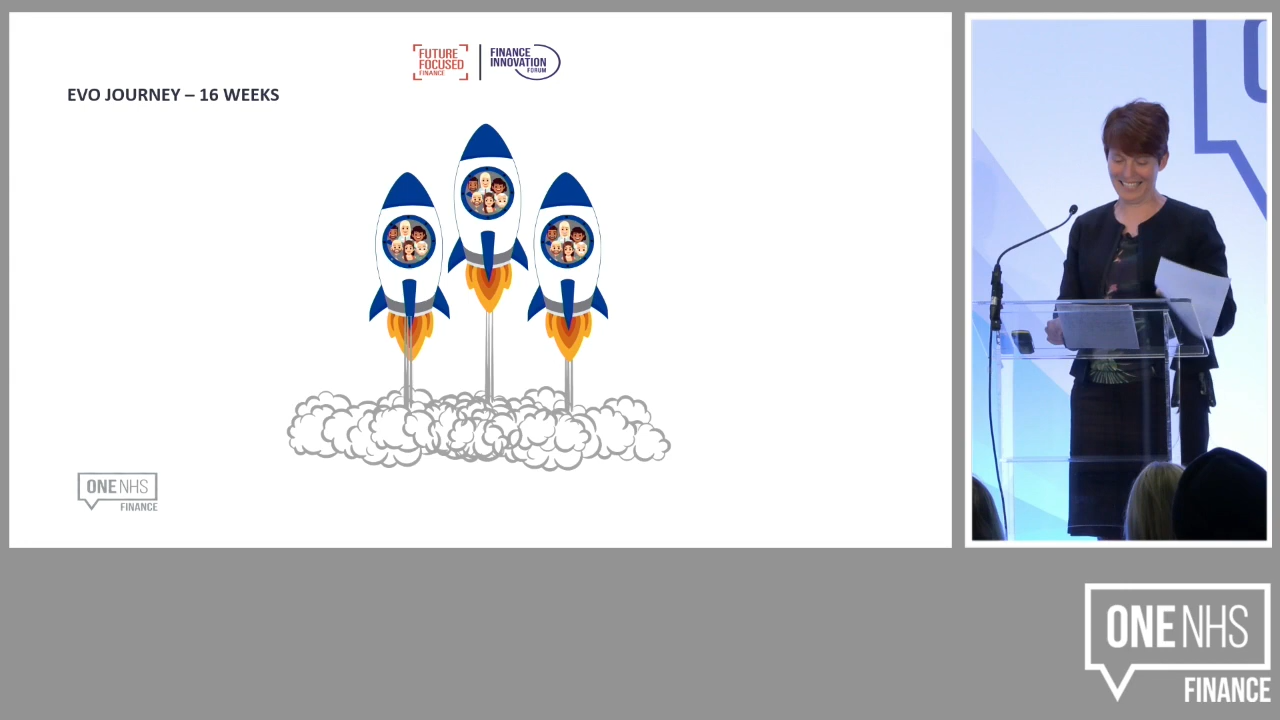 FUTURE
FOCUSED
FINANCE
FINANCE
INNOVATION
FORUM
EVO JOURNEY – 16 WEEKS
ONE NHS
FINANCE
ONE NHS
FINANCE